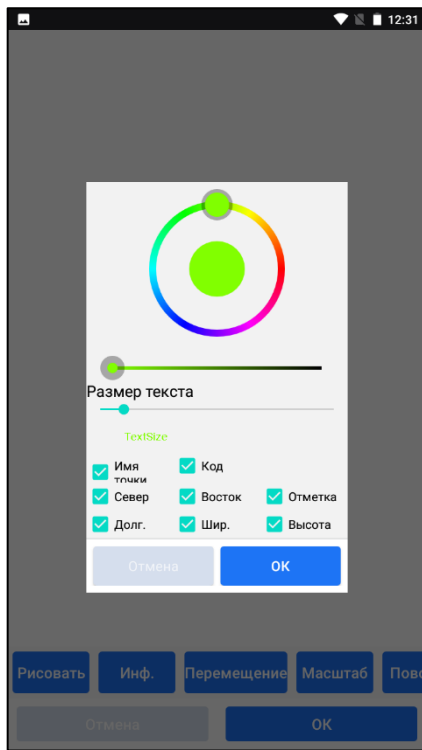 12:31
Размер текста
TextSize
Имя точки
Код
Север
Восток
Отметка
Долг.
Шир.
Высота
Отмена
ОК
Рисовать
Инф.
Перемещение
Масштаб
Отмена
ОК